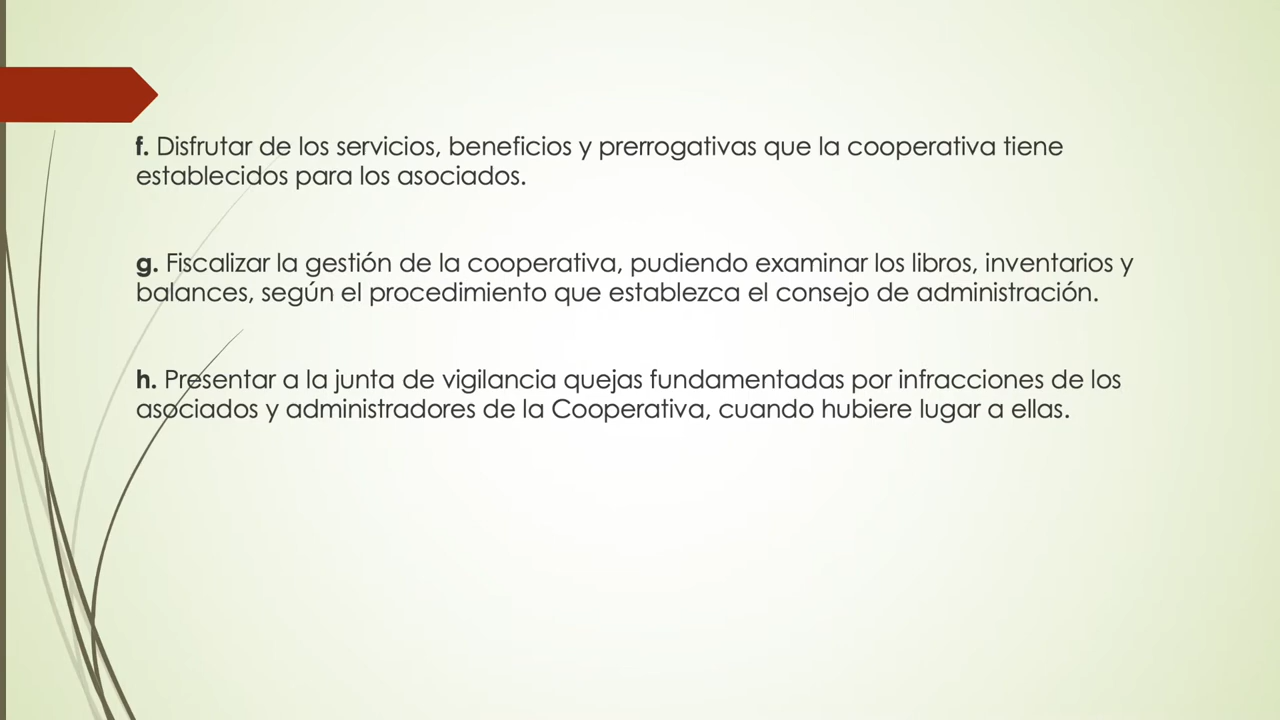 f. Disfrutar de los servicios, beneficios y prerrogativas que la cooperativa tiene
establecidos para los asociados.
g. Fiscalizar la gestión de la cooperativa, pudiendo examinar los libros, inventarios y
balances, según el procedimiento que establezca el consejo de administración.
h. Presentar a la junta de vigilancia quejas fundamentadas por infracciones de los
asociados y administradores de la Cooperativa, cuando hubiere lugar a ellas.